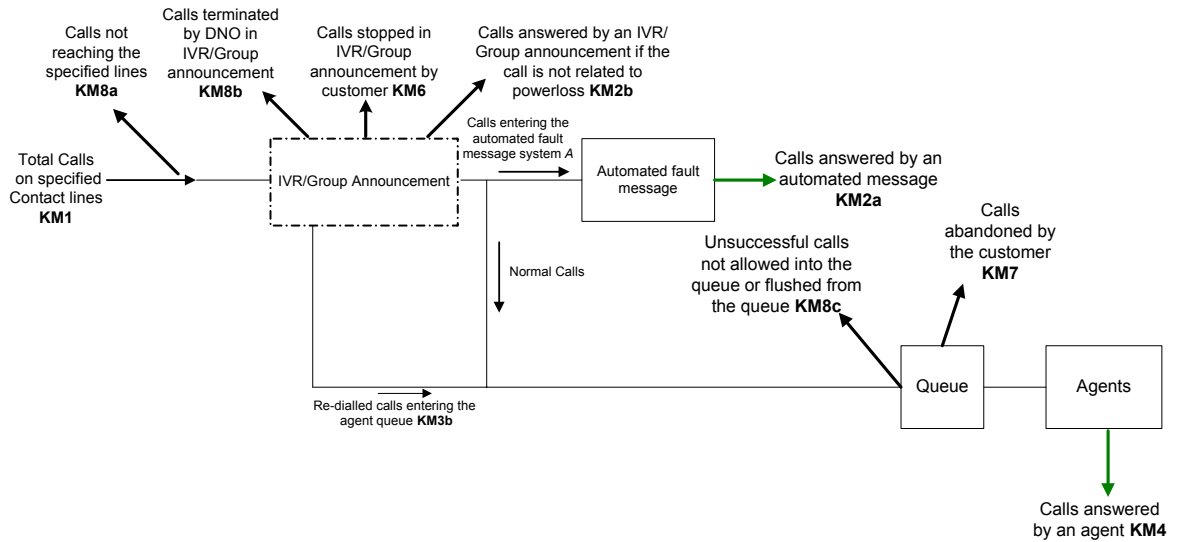 Calls not
reaching the
specified lines
KM8a
Calls terminated
by DNO in
IVR/Group
announcement
KM8b
Calls stopped in
IVR/Group
announcement by
customer KM6
Calls answered by an IVR/
Group announcement if the
call is not related to
powerloss KM2b
Total Calls
on specified
Contact lines
KM1
IVR/Group Announcement
Calls entering the
automated fault
message system A
Automated fault
message
Calls answered by an
automated message
KM2a
Normal Calls
Unsuccessful calls
not allowed into the
queue or flushed from
the queue KM8c
Calls
abandoned by
the customer
KM7
Re-dialled calls entering the
agent queue KM3b
Queue
Agents
Calls answered
by an agent KM4